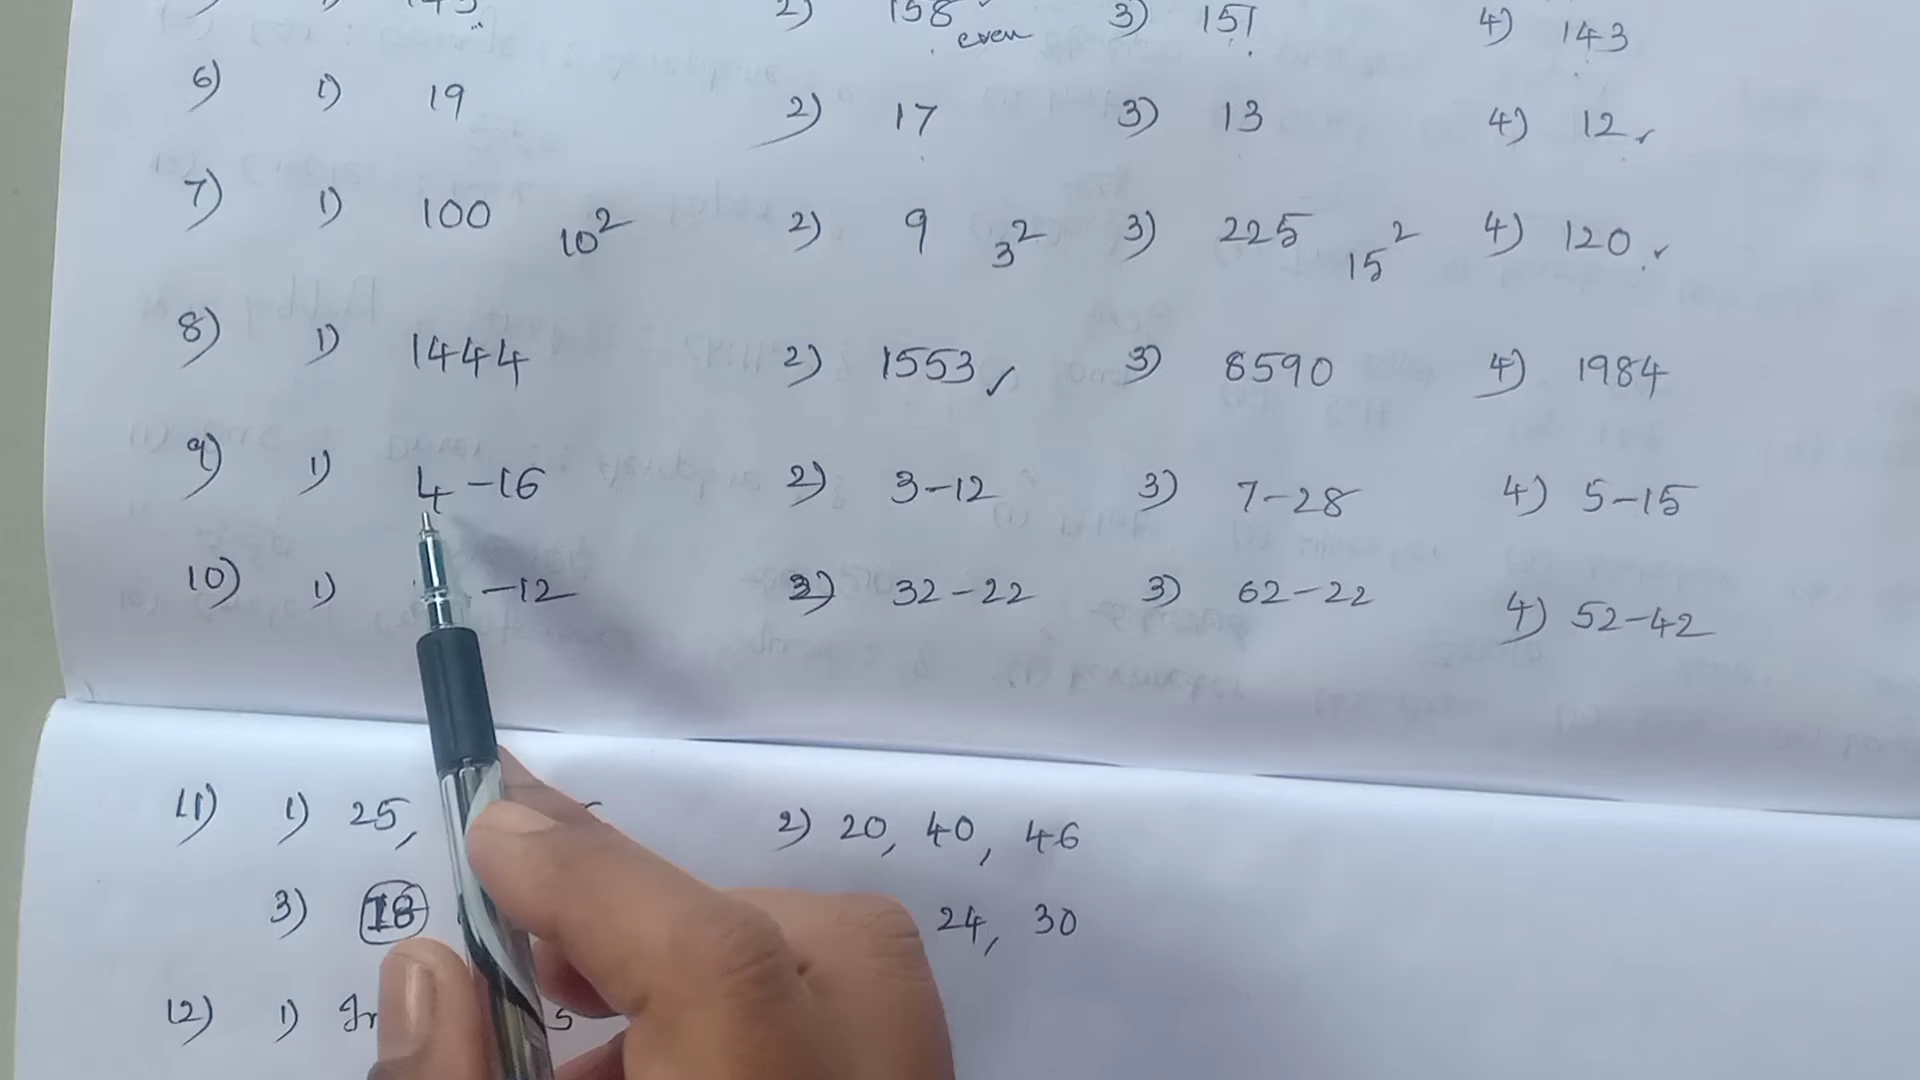 2) 158 even 3) 151 4) 143
6) 1) 19 2) 17 3) 13 4) 12 ✓
7) 1) 100 10² 2) 9 3² 3) 225 15² 4) 120 ✓
8) 1) 1444 2) 1553 ✓ 3) 8590 4) 1984
9) 1) 4-16 2) 3-12 3) 7-28 4) 5-15
10) 1) -12 2) 32-22 3) 62-22 4) 52-42
11) 1) 25, 2) 20, 40, 46
3) 18 24, 30
12) 1)